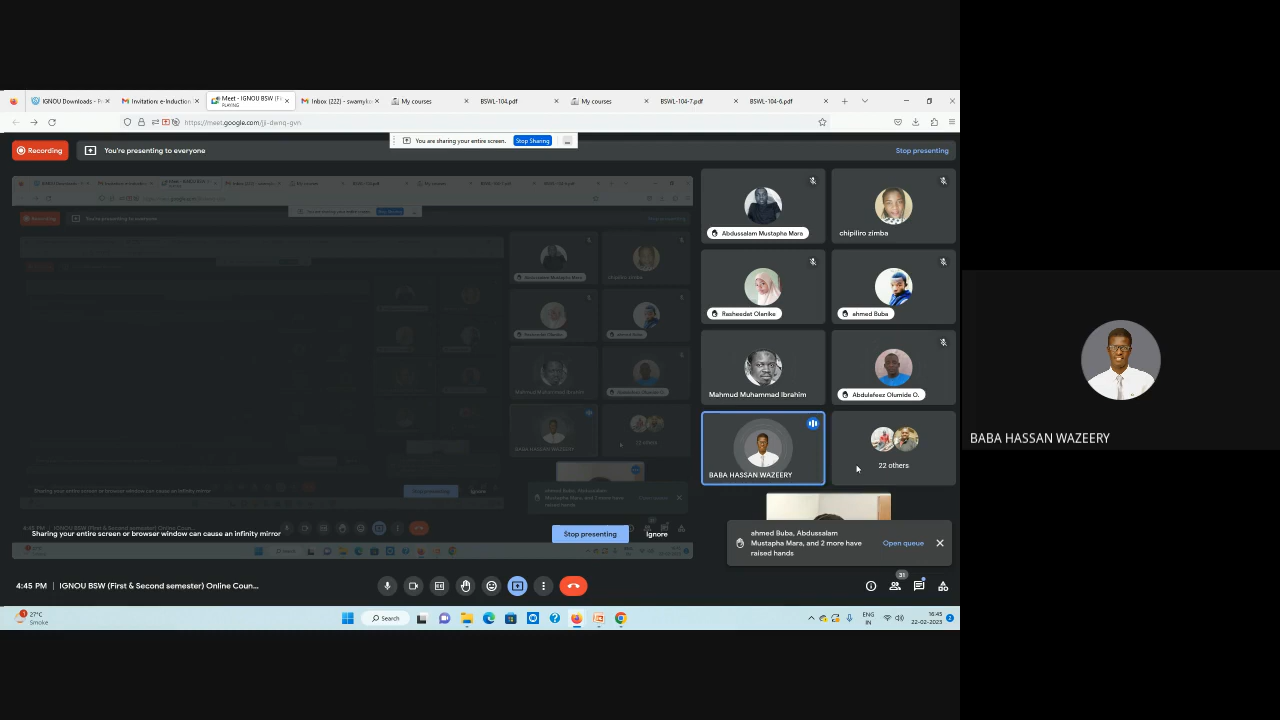 IGNOU Downloads - P
Invitation: e-Induction
Meet - IGNOU BSW (Fi
PLAYING
Inbox (222) - swamyk
My courses
BSWL-104.pdf
My courses
BSWL-104-7.pdf
BSWL-104-6.pdf
https://meet.google.com/
You are sharing your entire screen.
Stop Sharing
Recording
You're presenting to everyone
Stop presenting
Abdussalam Mustapha Mara
chipiliro zimba
Rasheedat Olanike
ahmed Buba
Mahmud Muhammad Ibrahim
Abdulafeez Olumide O.
BABA HASSAN WAZEERY
22 others
BABA HASSAN WAZEERY
Sharing your entire screen or browser window can cause an infinity mirror
Stop presenting
Ignore
ahmed Buba, Abdussalam
Mustapha Mara, and 2 more have
raised hands
Open queue
4:45 PM | IGNOU BSW (First & Second semester) Online Coun...
31
27°C
Smoke
Search
ENG
IN
16:45
22-02-2023